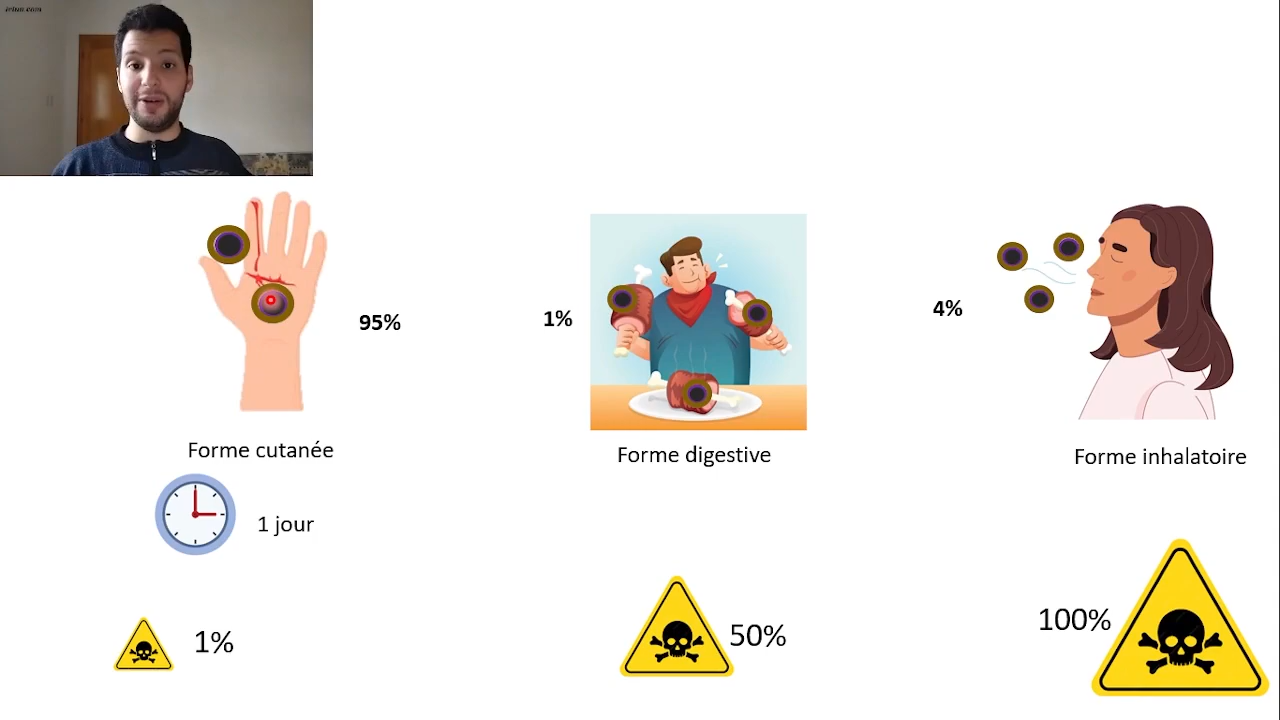 95%
1%
4%
Forme cutanée
Forme digestive
Forme inhalatoire
1 jour
1%
50%
100%